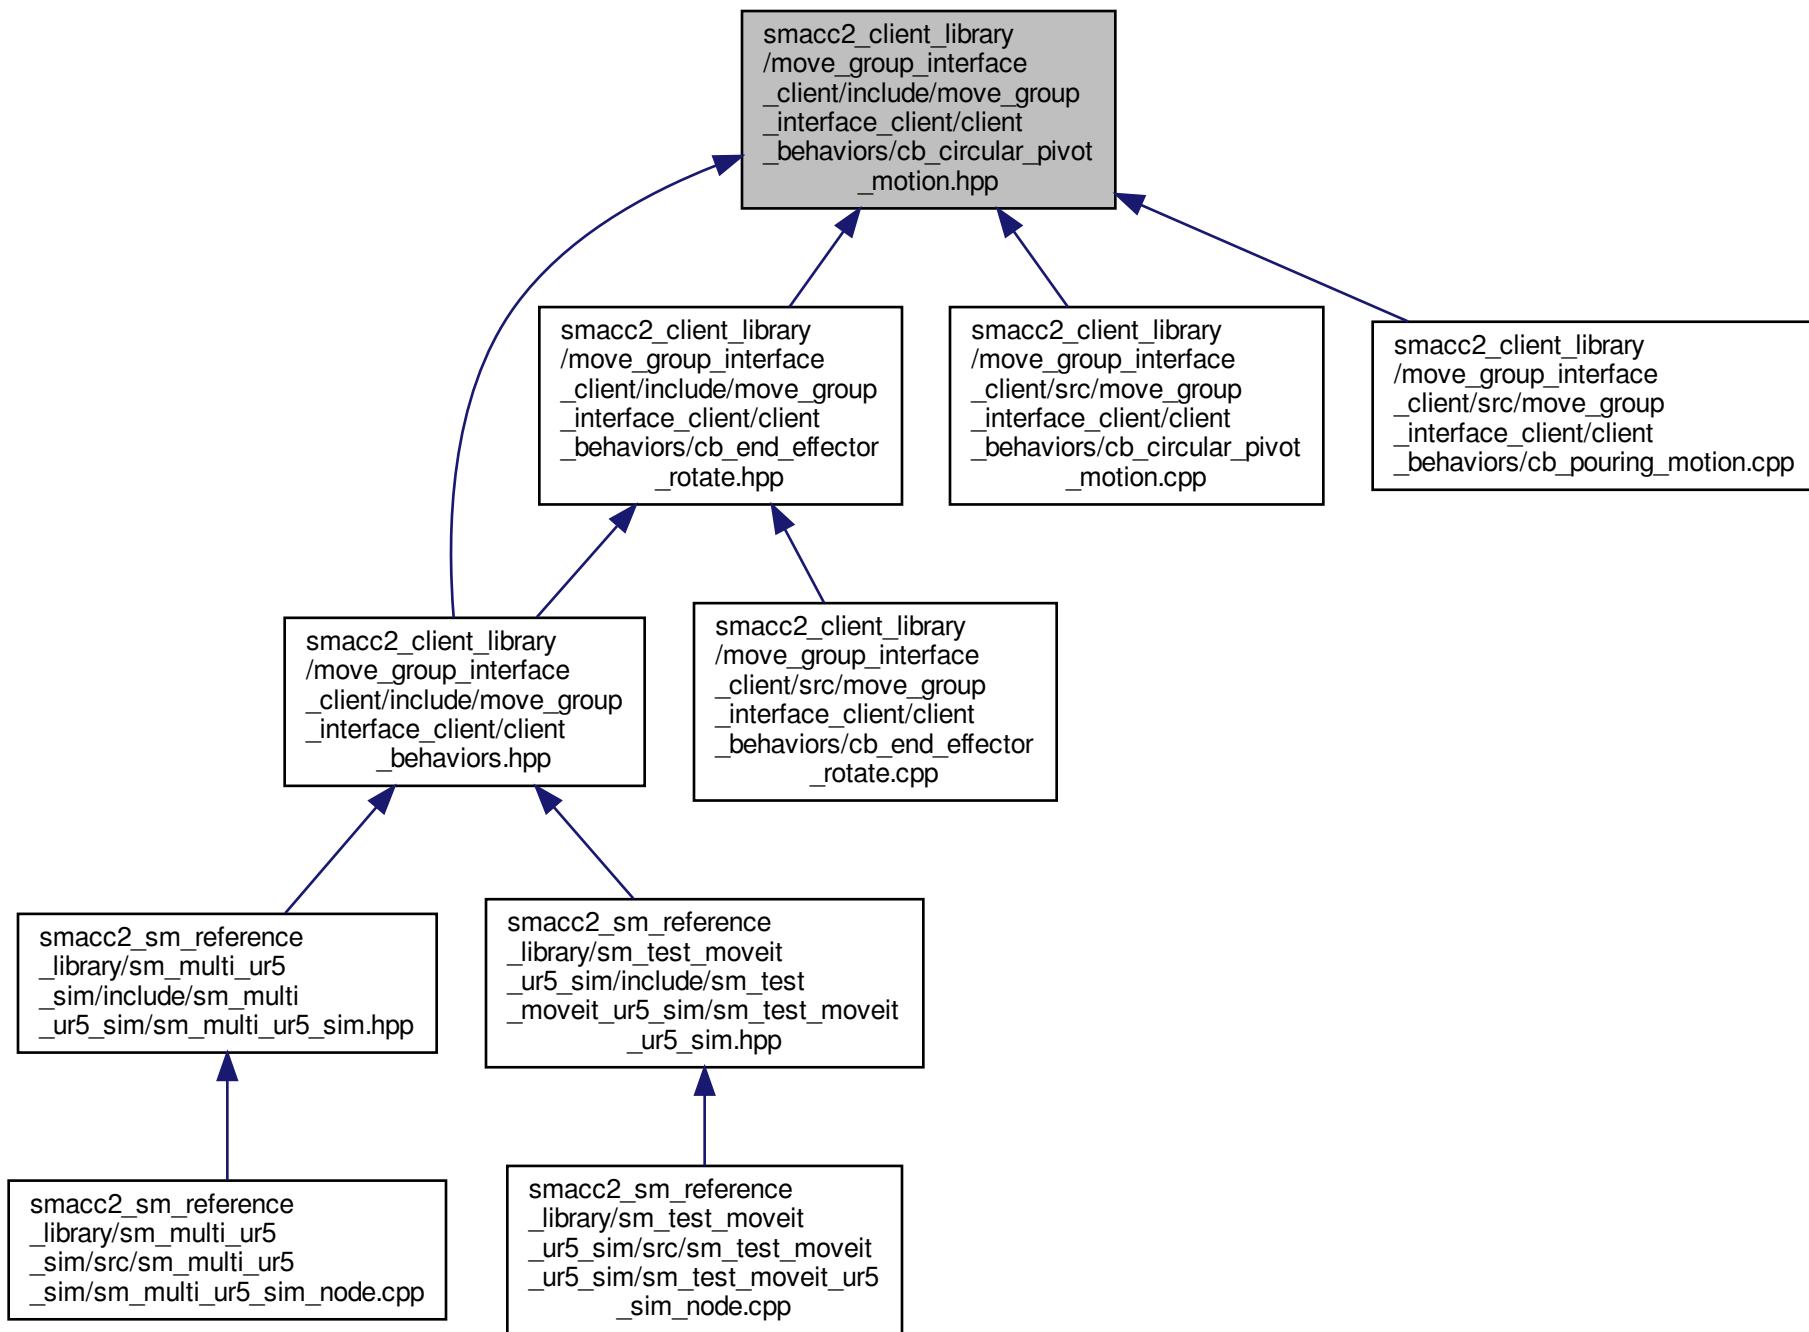 smacc2_client_library
/move_group_interface
_client/include/move_group
_interface_client/client
_behaviors/cb_circular_pivot
_motion.hpp
smacc2_client_library
/move_group_interface
_client/include/move_group
_interface_client/client
_behaviors/cb_end_effector
_rotate.hpp
smacc2_client_library
/move_group_interface
_client/src/move_group
_interface_client/client
_behaviors/cb_circular_pivot
_motion.cpp
smacc2_client_library
/move_group_interface
_client/src/move_group
_interface_client/client
_behaviors/cb_pouring_motion.cpp
smacc2_client_library
/move_group_interface
_client/include/move_group
_interface_client/client
_behaviors.hpp
smacc2_client_library
/move_group_interface
_client/src/move_group
_interface_client/client
_behaviors/cb_end_effector
_rotate.cpp
smacc2_sm_reference
_library/sm_multi_ur5
_sim/include/sm_multi
_ur5_sim/sm_multi_ur5_sim.hpp
smacc2_sm_reference
_library/sm_test_moveit
_ur5_sim/include/sm_test
_moveit_ur5_sim/sm_test_moveit
_ur5_sim.hpp
smacc2_sm_reference
_library/sm_multi_ur5
_sim/src/sm_multi_ur5
_sim/sm_multi_ur5_sim_node.cpp
smacc2_sm_reference
_library/sm_test_moveit
_ur5_sim/src/sm_test_moveit
_ur5_sim/sm_test_moveit_ur5
_sim_node.cpp